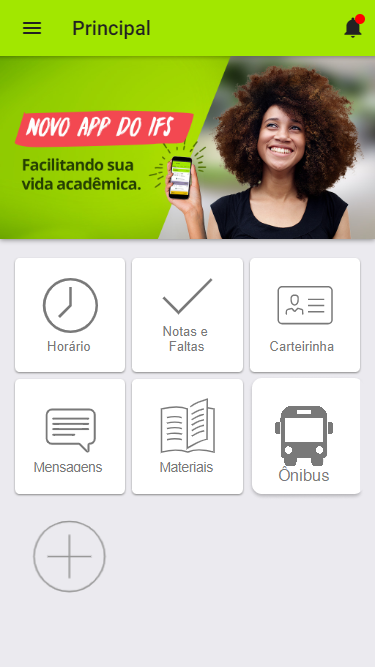 Principal
NOVO APP DO IFS
Facilitando sua
vida acadêmica.
Horário
Notas e
Faltas
Carteirinha
Mensagens
Materiais
Ônibus